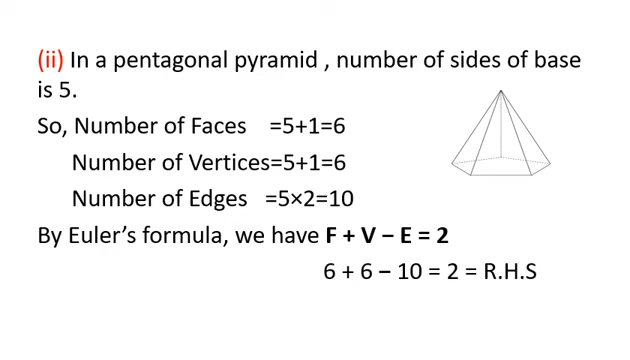 (ii) In a pentagonal pyramid , number of sides of base
is 5.
So, Number of Faces =5+1=6
Number of Vertices=5+1=6
Number of Edges =5×2=10
By Euler’s formula, we have F + V − E = 2
6 + 6 − 10 = 2 = R.H.S